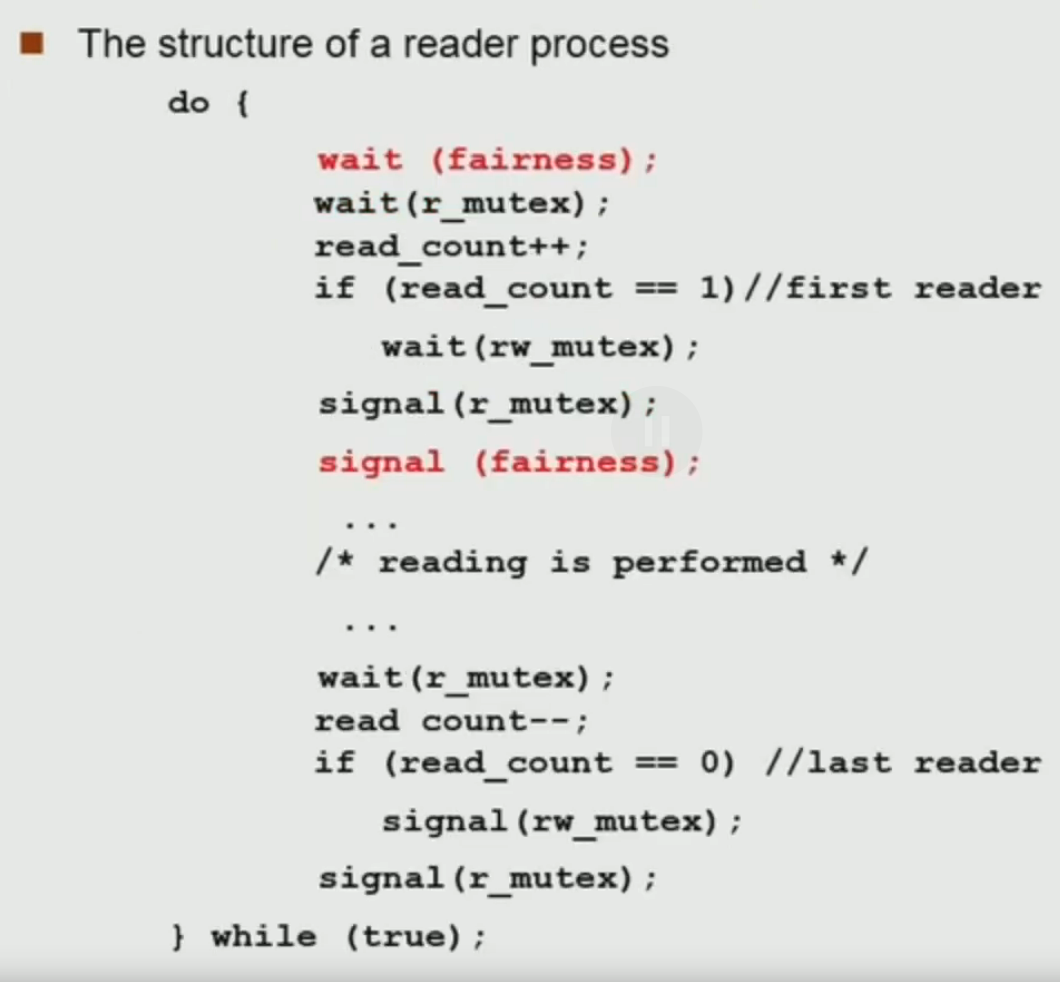 The structure of a reader process
do {
wait (fairness);
wait(r_mutex);
read_count++;
if (read_count == 1)//first reader
wait(rw_mutex);
signal(r_mutex);
signal (fairness);
...
/* reading is performed */
...
wait(r_mutex);
read count--;
if (read_count == 0) //last reader
signal(rw_mutex);
signal(r_mutex);
} while (true);